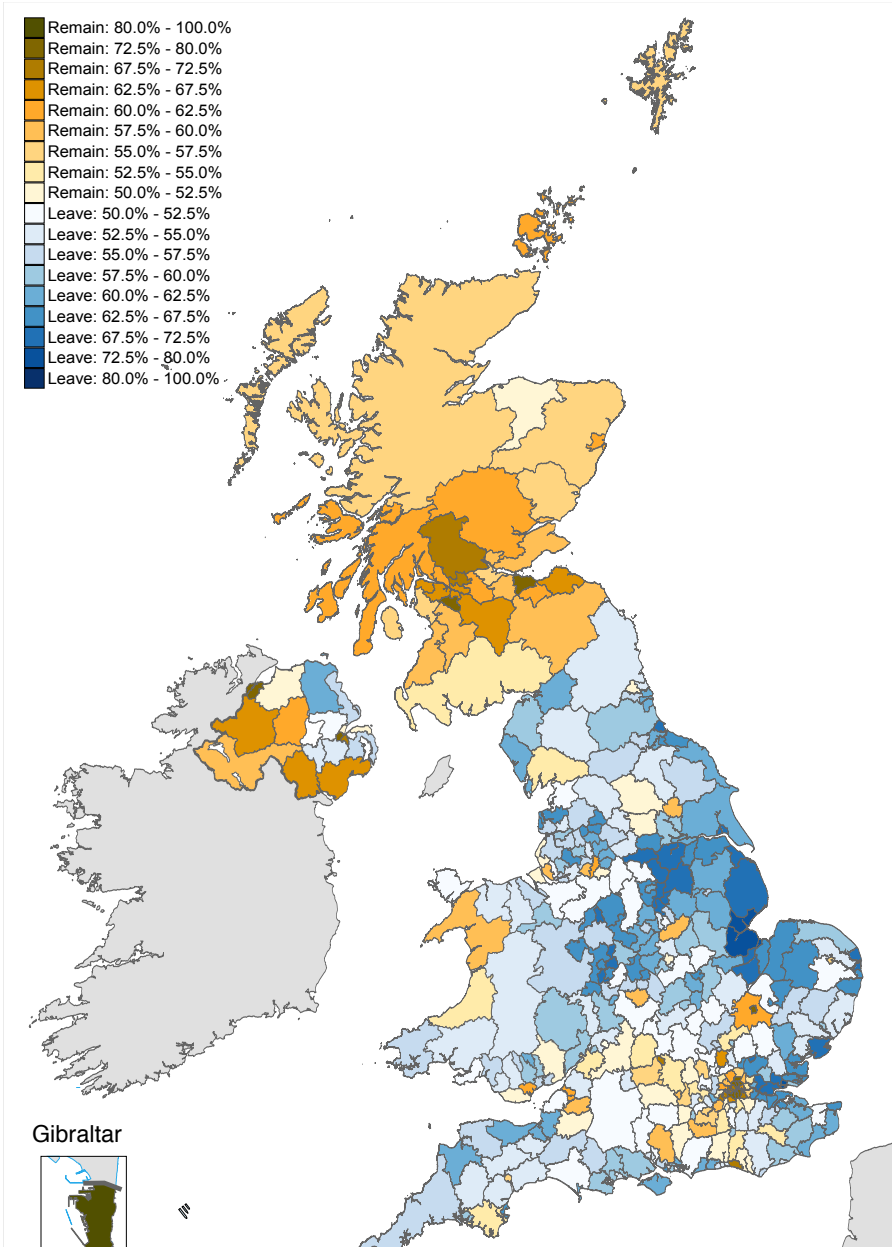 Remain: 80.0% - 100.0%
Remain: 72.5% - 80.0%
Remain: 67.5% - 72.5%
Remain: 62.5% - 67.5%
Remain: 60.0% - 62.5%
Remain: 57.5% - 60.0%
Remain: 55.0% - 57.5%
Remain: 52.5% - 55.0%
Remain: 50.0% - 52.5%
Leave: 50.0% - 52.5%
Leave: 52.5% - 55.0%
Leave: 55.0% - 57.5%
Leave: 57.5% - 60.0%
Leave: 60.0% - 62.5%
Leave: 62.5% - 67.5%
Leave: 67.5% - 72.5%
Leave: 72.5% - 80.0%
Leave: 80.0% - 100.0%
Gibraltar